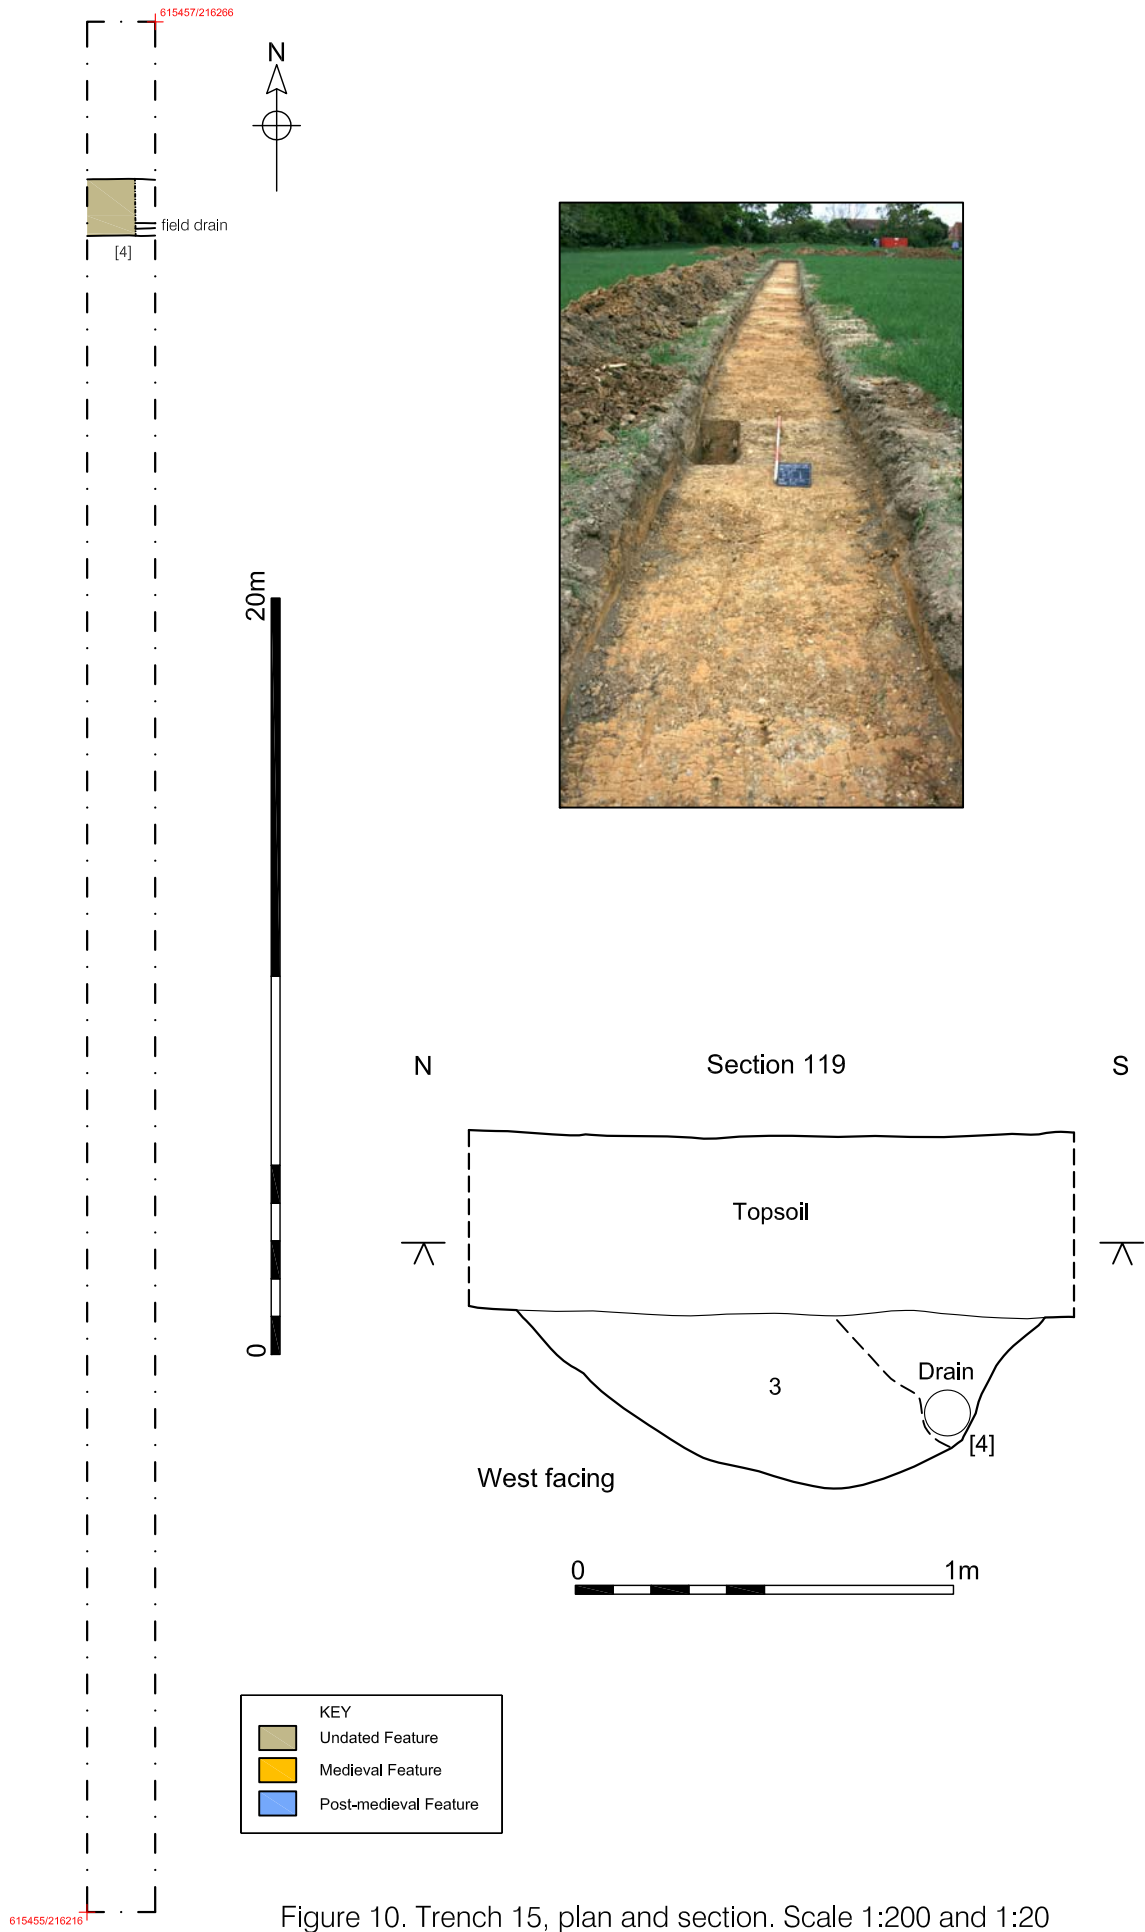 615457/216266
N
field drain
[4]
20m
0
N
Section 119
S
Topsoil
Drain
3
[4]
West facing
0
1m
KEY
Undated Feature
Medieval Feature
Post-medieval Feature
615455/216216
Figure 10. Trench 15, plan and section. Scale 1:200 and 1:20